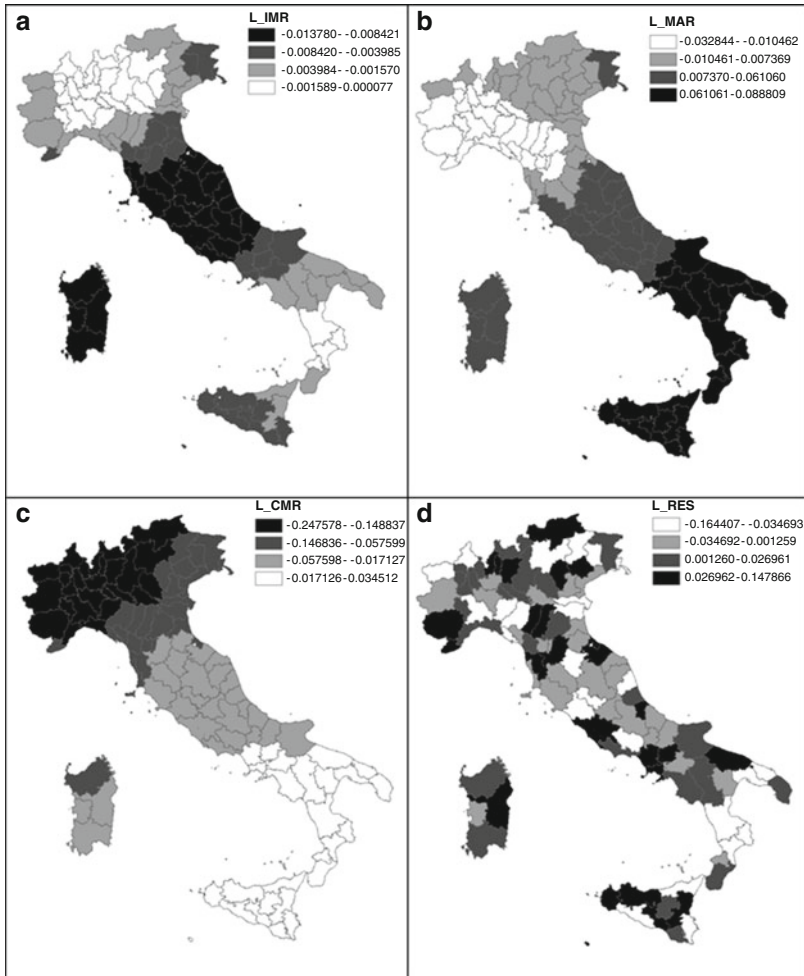 a
L_IMR
-0.013780--0.008421
-0.008420--0.003985
-0.003984--0.001570
-0.001589-0.000077
b
L_MAR
-0.032844--0.010462
-0.010461-0.007369
0.007370-0.061060
0.061061-0.088809
c
L_CMR
-0.247578--0.148837
-0.146836--0.057599
-0.057598--0.017127
-0.017126-0.034512
d
L_RES
-0.164407--0.034693
-0.034692-0.001259
0.001260-0.026961
0.026962-0.147866